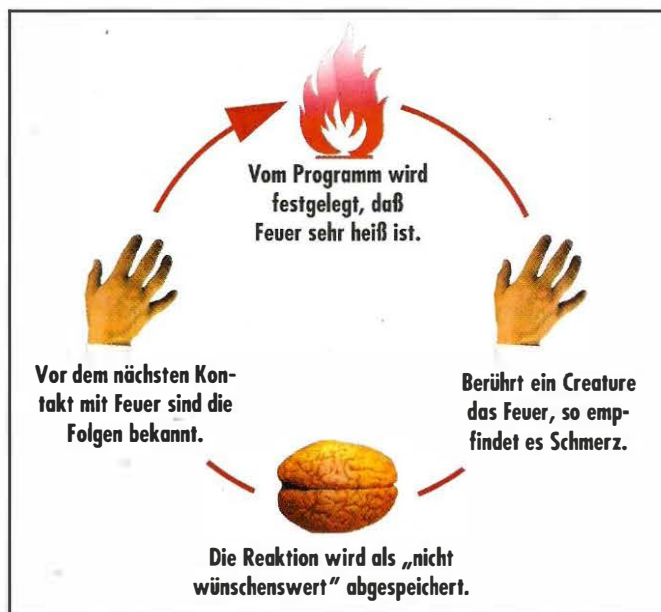 Vom Programm wird
festgelegt, daß
Feuer sehr heiß ist.
Berührt ein Creature
das Feuer, so emp-
findet es Schmerz.
Die Reaktion wird als „nicht
wünschenswert" abgespeichert.
Vor dem nächsten Kon-
takt mit Feuer sind die
Folgen bekannt.